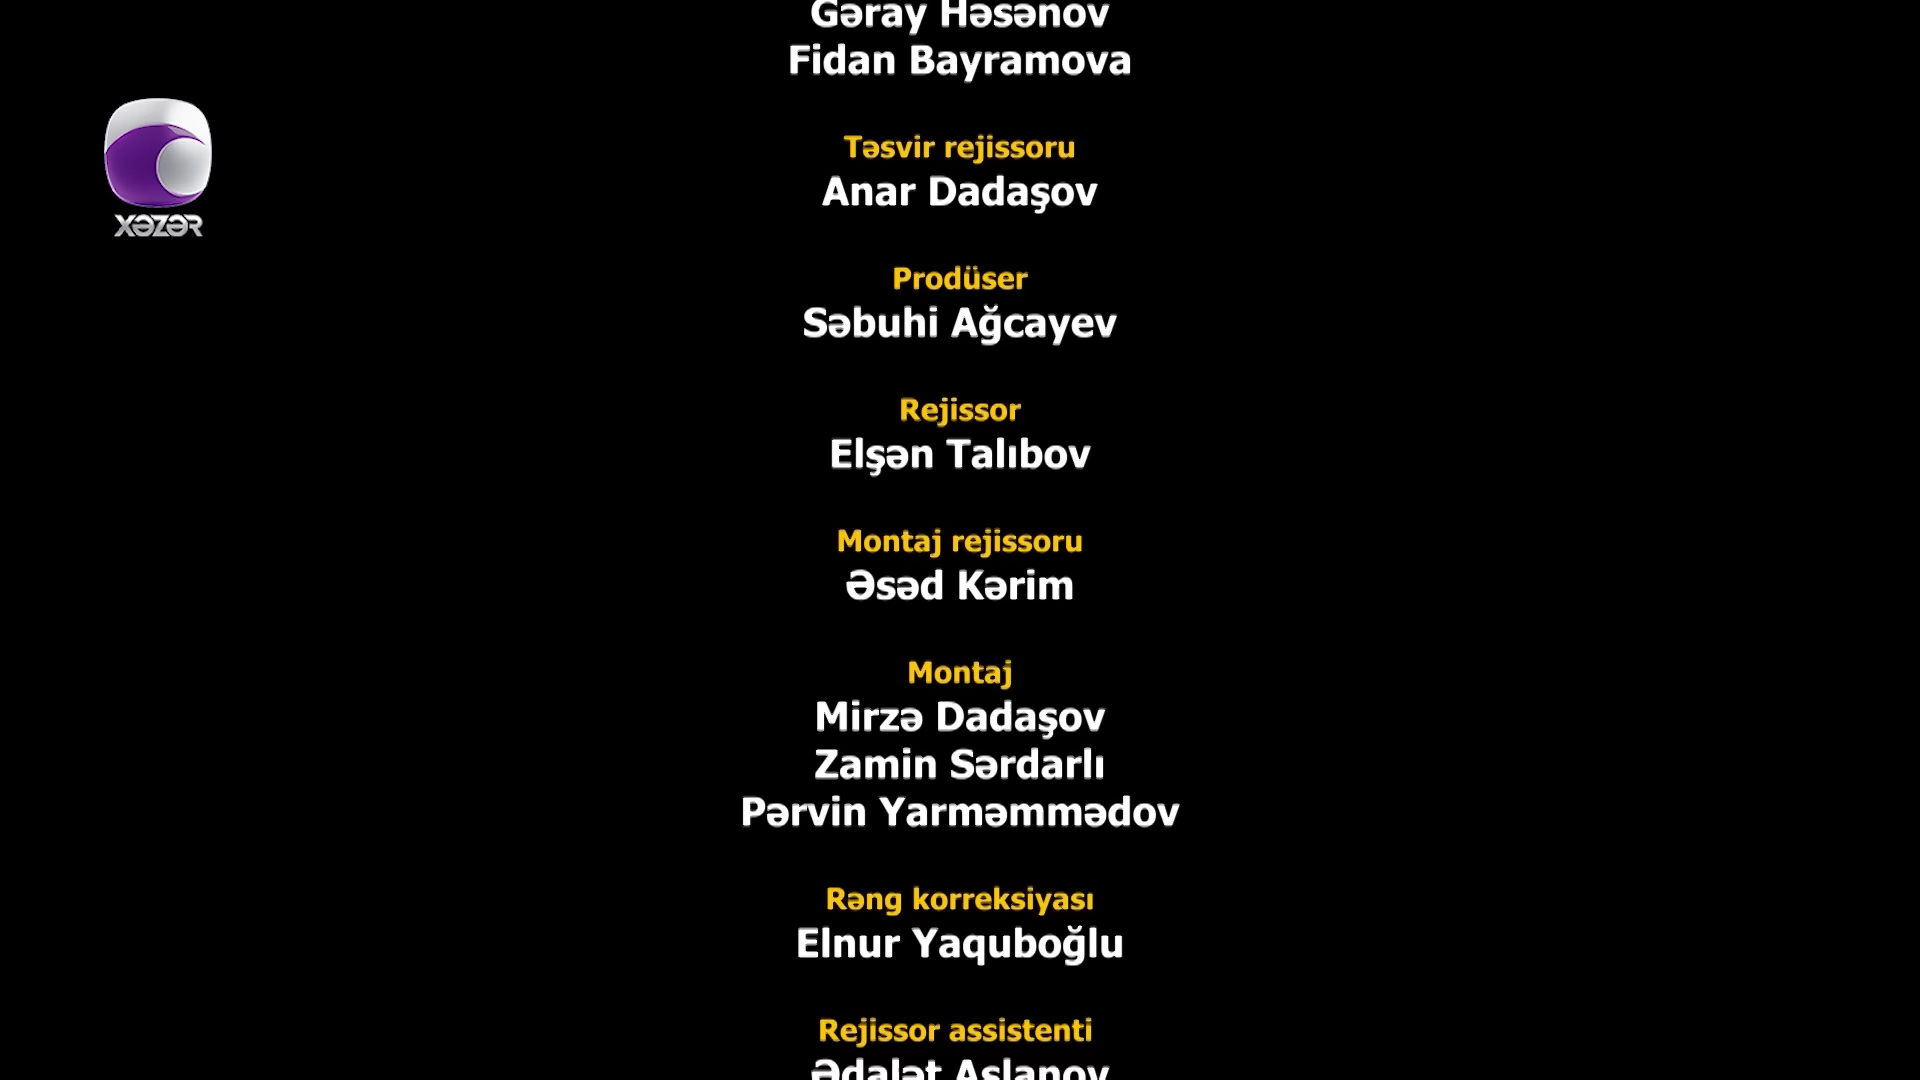 Gəray Həsənov
Fidan Bayramova
XƏZƏR
Təsvir rejissoru
Anar Dadaşov
Prodüser
Səbuhi Ağcayev
Rejissor
Elşən Talıbov
Montaj rejissoru
Əsəd Kərim
Montaj
Mirzə Dadaşov
Zamin Sərdarlı
Pərvin Yarməmmədov
Rəng korreksiyası
Elnur Yaquboğlu
Rejissor assistenti
Ədalət Aslanov